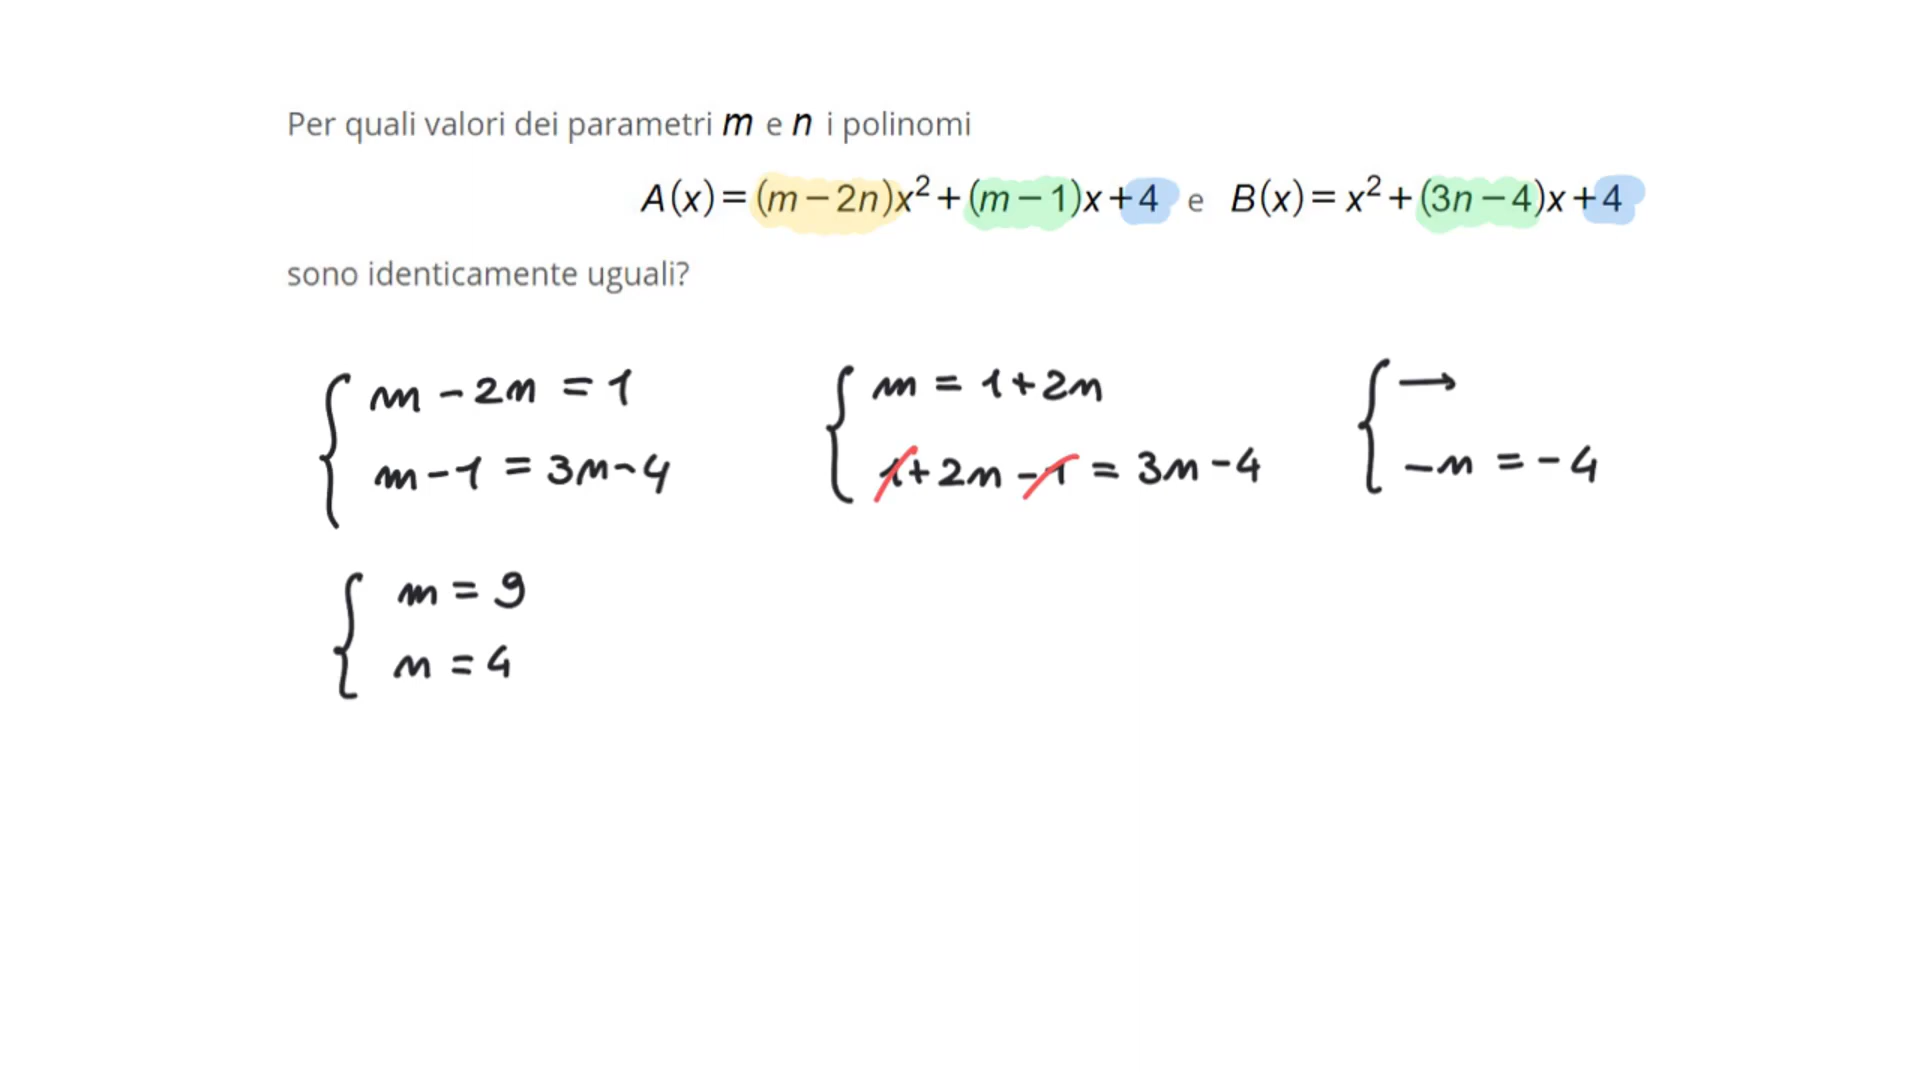 Per quali valori dei parametri m e n i polinomi
A(x)=(m−2n)x²+(m−1)x+4 e B(x)=x²+(3n−4)x+4
sono identicamente uguali?
m - 2n = 1
m - 1 = 3n - 4
m = 1 + 2n
1 + 2n - 1 = 3n - 4
→
-n = -4
m = 9
n = 4